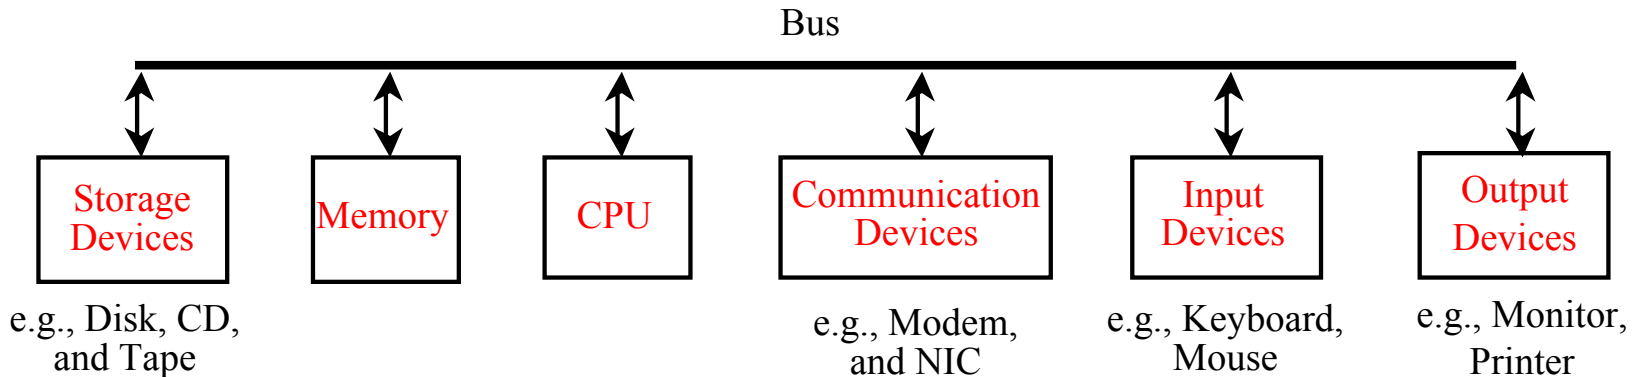 Bus
Storage
Devices
Memory
CPU
Communication
Devices
Input
Devices
Output
Devices
e.g., Disk, CD,
and Tape
e.g., Modem,
and NIC
e.g., Keyboard,
Mouse
e.g., Monitor,
Printer